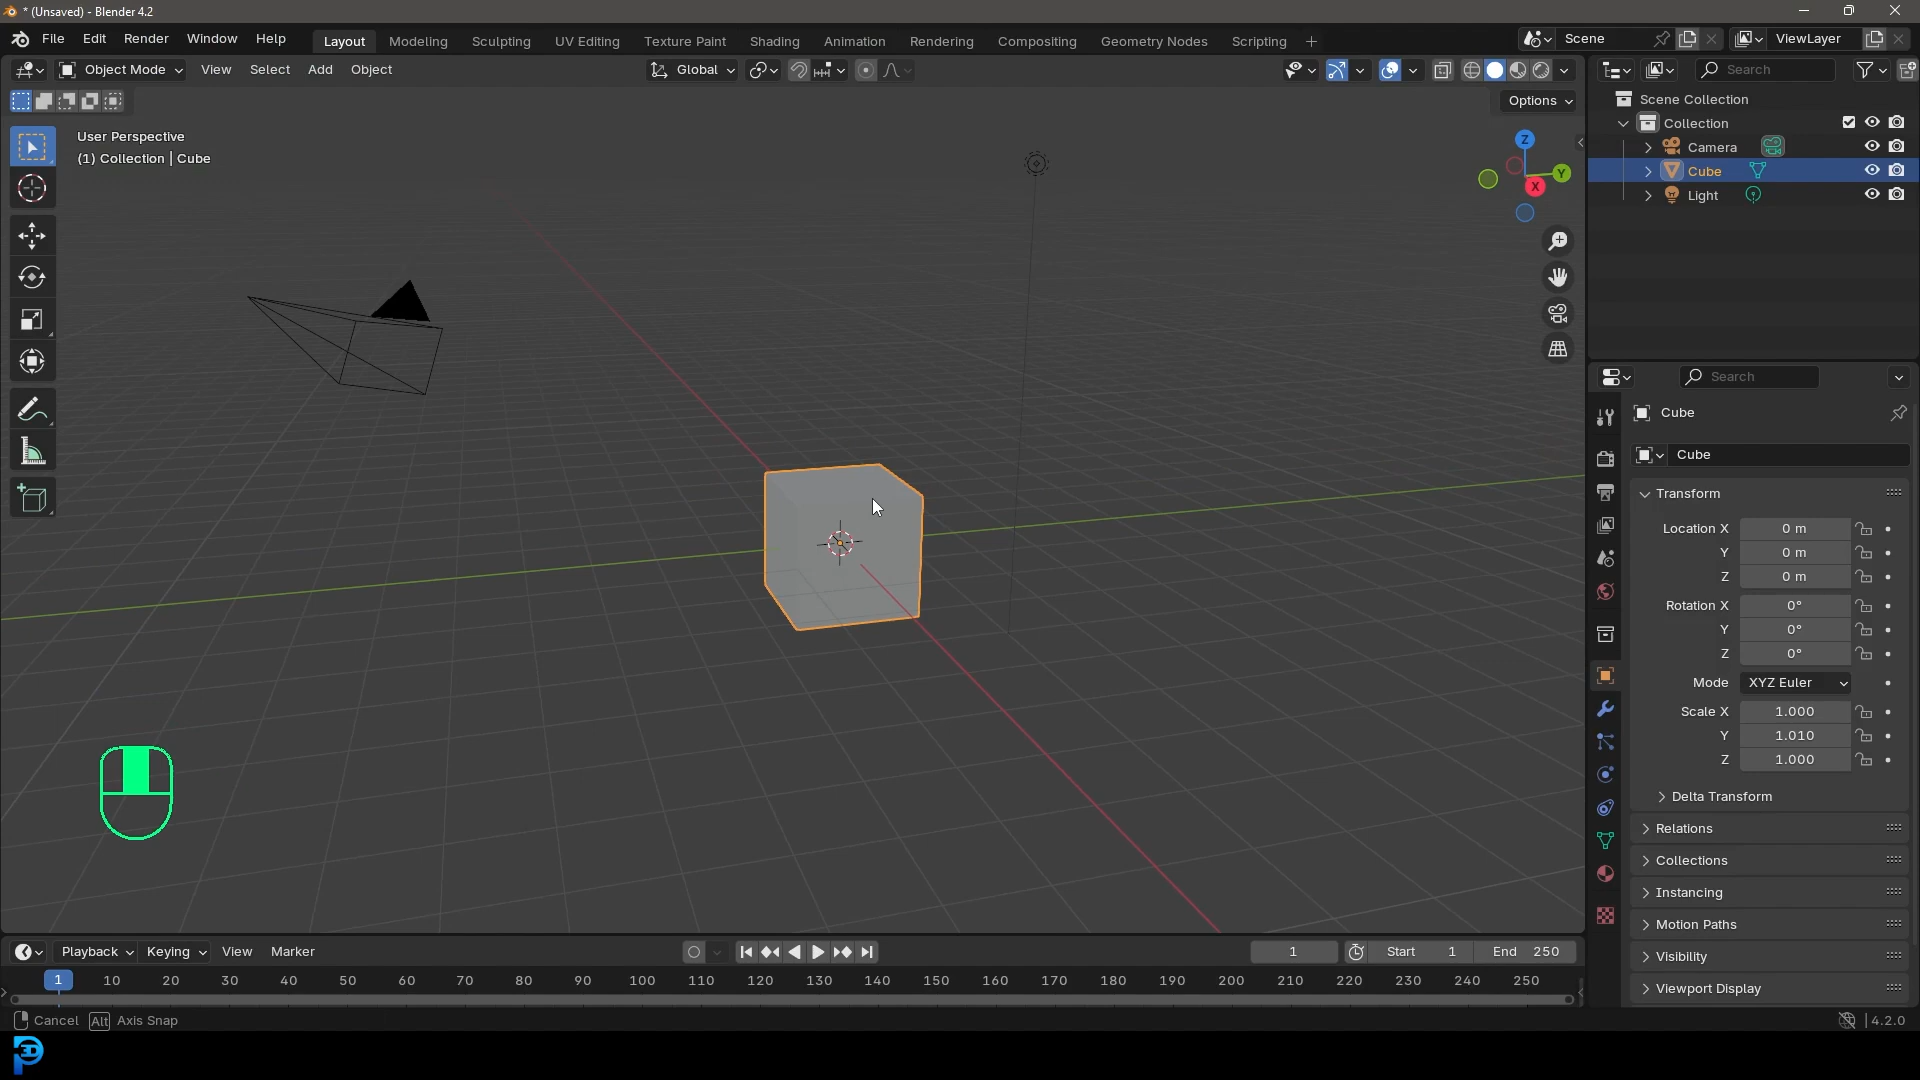 * (Unsaved) - Blender 4.2
File Edit Render Window Help Layout Modeling Sculpting UV Editing Texture Paint Shading Animation Rendering Compositing Geometry Nodes Scripting + Scene ViewLayer
Object Mode View Select Add Object Global Search
Options
User Perspective
(1) Collection | Cube
Z
Y
X
Scene Collection
Collection
Camera
Cube
Light
Search
Cube
Cube
Transform
Location X 0 m
Y 0 m
Z 0 m
Rotation X 0°
Y 0°
Z 0°
Mode XYZ Euler
Scale X 1.000
Y 1.010
Z 1.000
Delta Transform
Relations
Collections
Instancing
Motion Paths
Visibility
Viewport Display
Playback Keying View Marker 1 Start 1 End 250
1 10 20 30 40 50 60 70 80 90 100 110 120 130 140 150 160 170 180 190 200 210 220 230 240 250
Cancel Alt Axis Snap 4.2.0